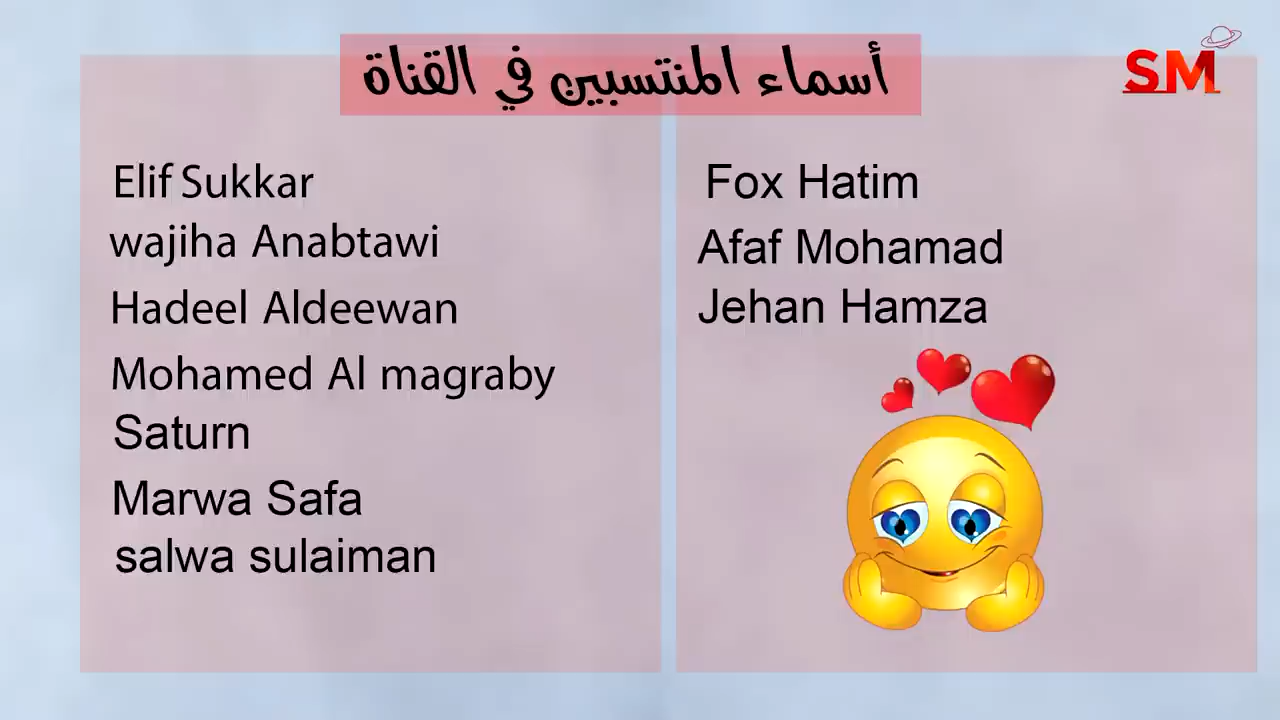 أسماء المنتسبين في القناة
SM
Elif Sukkar
wajiha Anabtawi
Hadeel Aldeewan
Mohamed Al magraby
Saturn
Marwa Safa
salwa sulaiman
Fox Hatim
Afaf Mohamad
Jehan Hamza